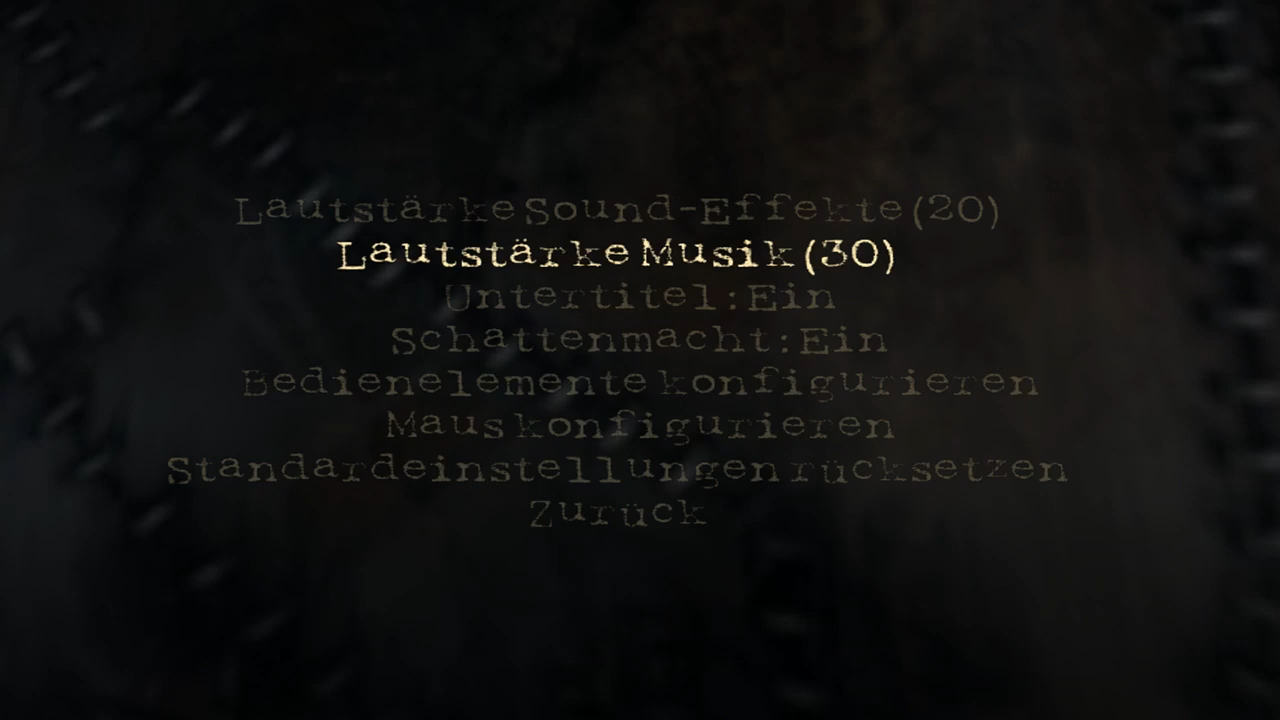 Lautstärke Sound-Effekte (20)
Lautstärke Musik (30)
Untertitel: Ein
Schattenmacht: Ein
Bedienelemente konfigurieren
Maus konfigurieren
Standardeinstellungen rücksetzen
Zurück